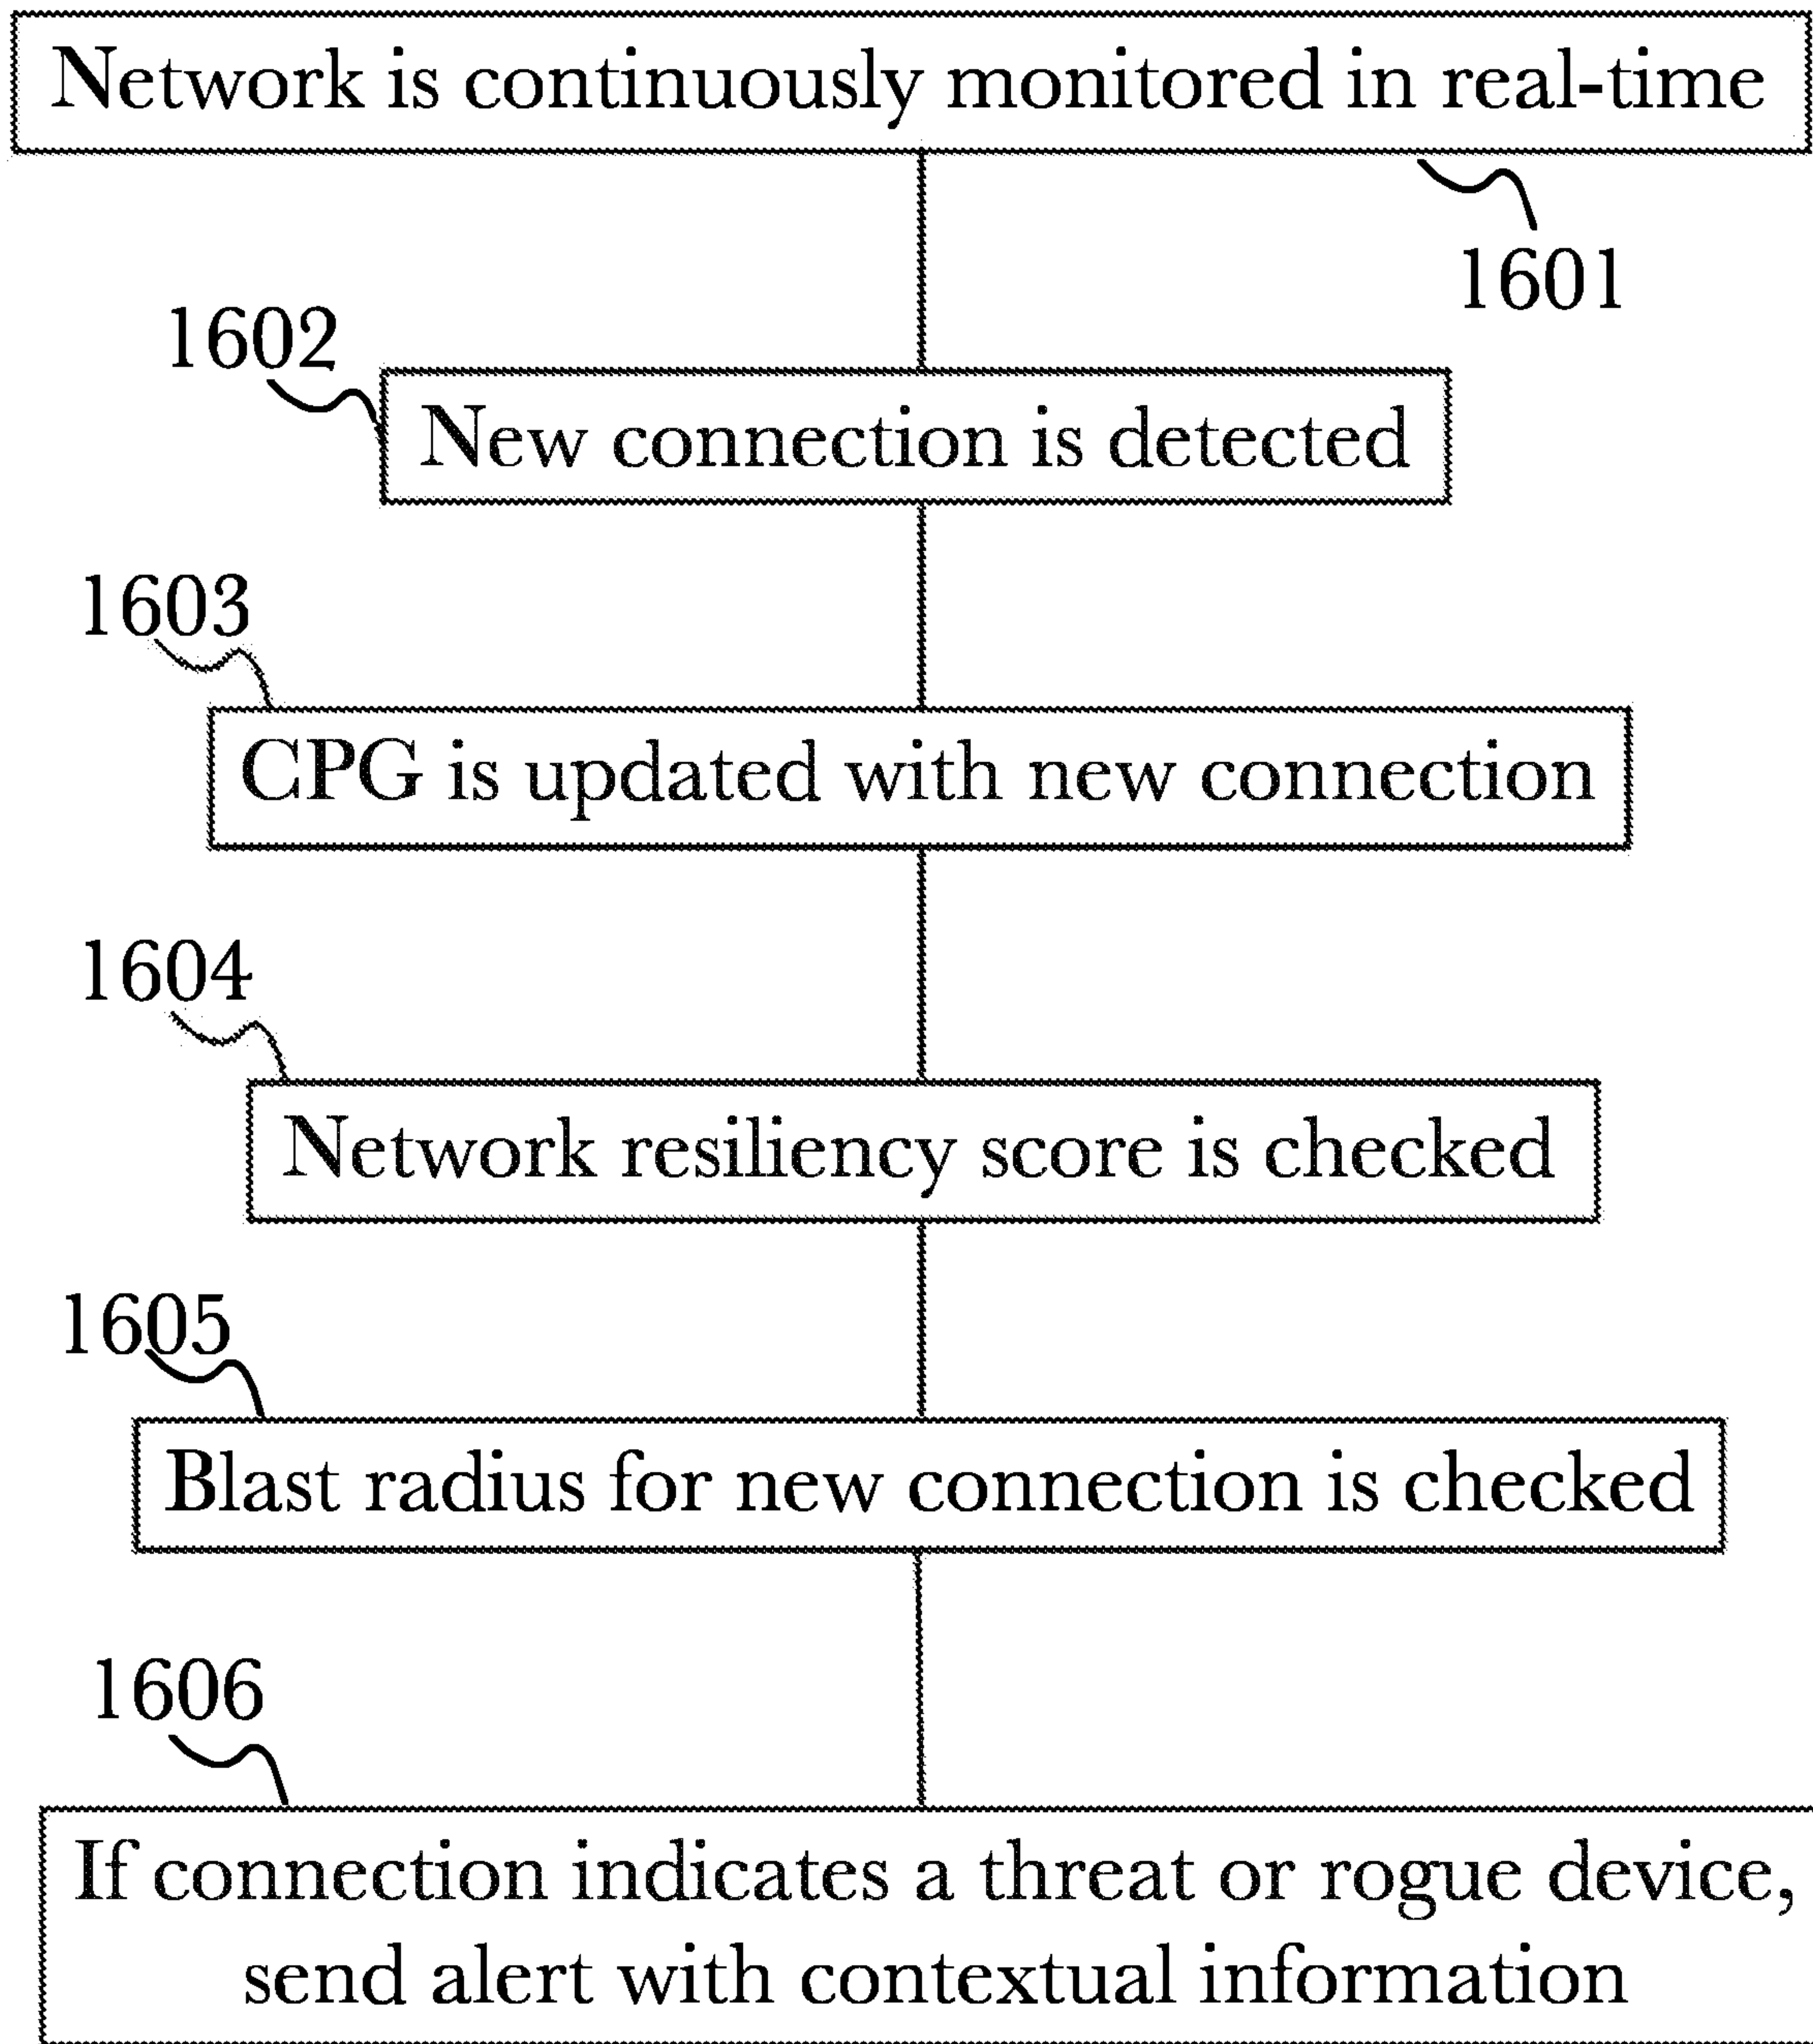 Network is continuously monitored in real-time
1601
1602
New connection is detected
1603
CPG is updated with new connection
1604
Network resiliency score is checked
1605
Blast radius for new connection is checked
1606
If connection indicates a threat or rogue device,
send alert with contextual information